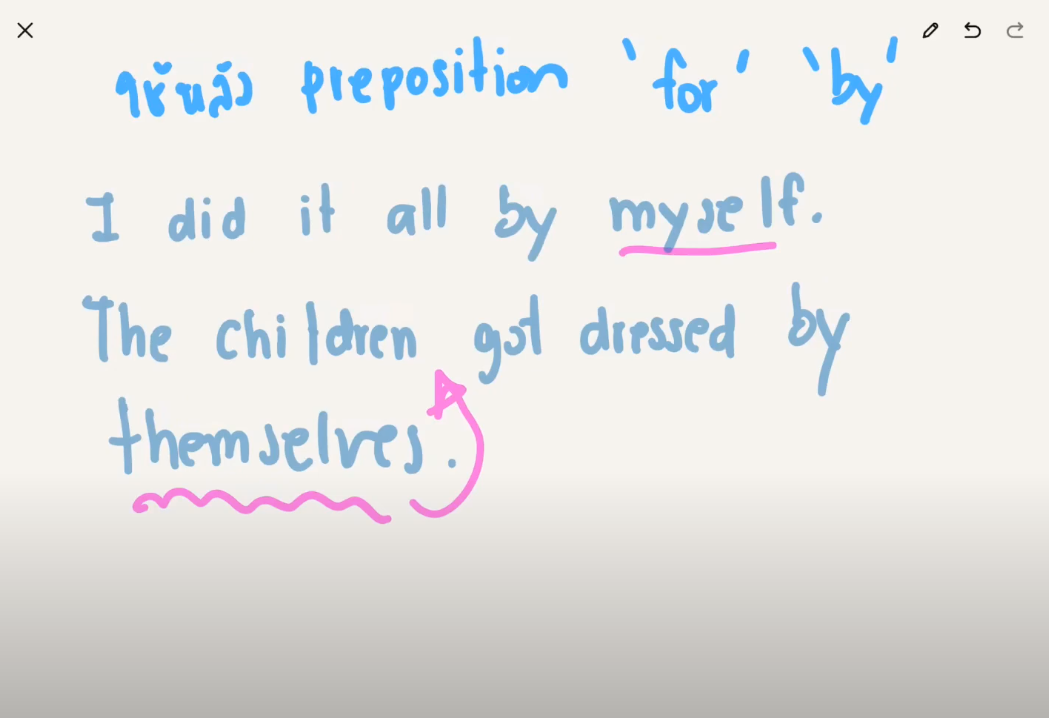 ใช้หลัง preposition 'for' 'by'
I did it all by myself.
The children got dressed by
themselves.